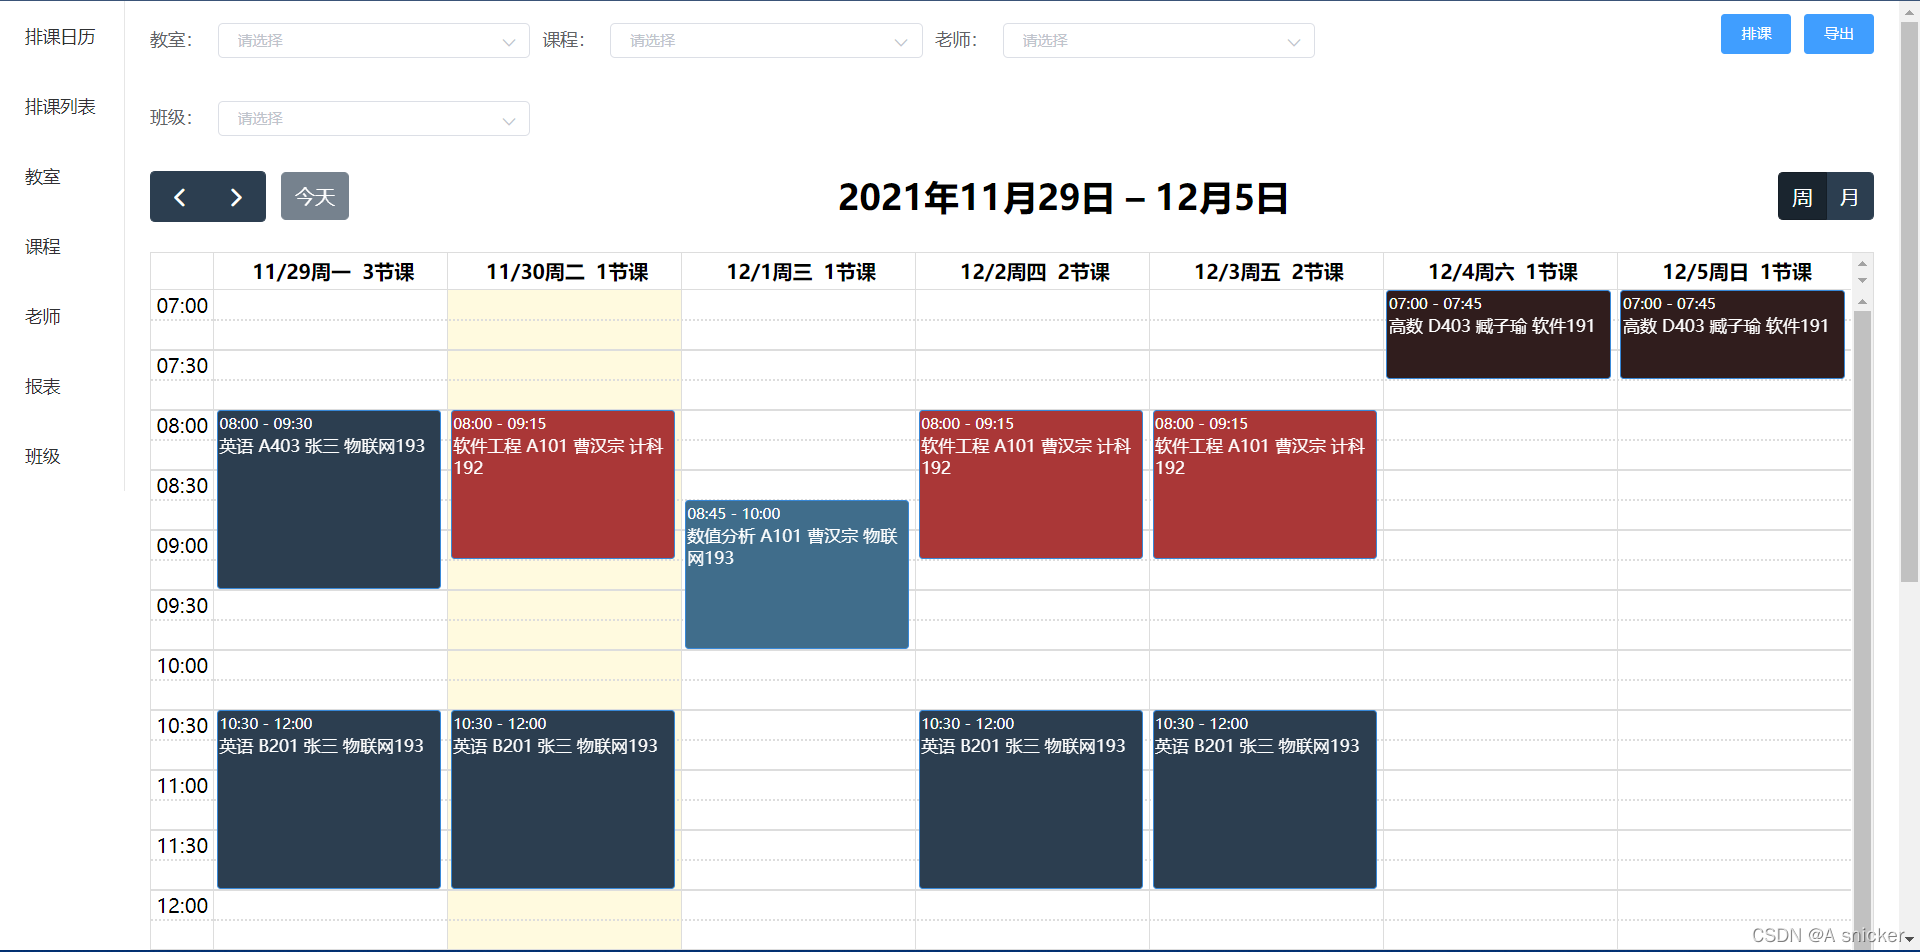 排课日历
排课列表
教室
课程
老师
报表
班级
教室： 请选择 课程： 请选择 老师： 请选择
排课 导出
班级： 请选择
今天
2021年11月29日 – 12月5日
周 月
11/29周一 3节课
11/30周二 1节课
12/1周三 1节课
12/2周四 2节课
12/3周五 2节课
12/4周六 1节课
12/5周日 1节课
07:00
07:30
08:00
08:30
09:00
09:30
10:00
10:30
11:00
11:30
12:00
08:00 - 09:30
英语 A403 张三 物联网193
10:30 - 12:00
英语 B201 张三 物联网193
08:00 - 09:15
软件工程 A101 曹汉宗 计科
192
10:30 - 12:00
英语 B201 张三 物联网193
08:45 - 10:00
数值分析 A101 曹汉宗 物联
网193
08:00 - 09:15
软件工程 A101 曹汉宗 计科
192
10:30 - 12:00
英语 B201 张三 物联网193
08:00 - 09:15
软件工程 A101 曹汉宗 计科
192
10:30 - 12:00
英语 B201 张三 物联网193
07:00 - 07:45
高数 D403 臧子瑜 软件191
07:00 - 07:45
高数 D403 臧子瑜 软件191
CSDN @A snicker